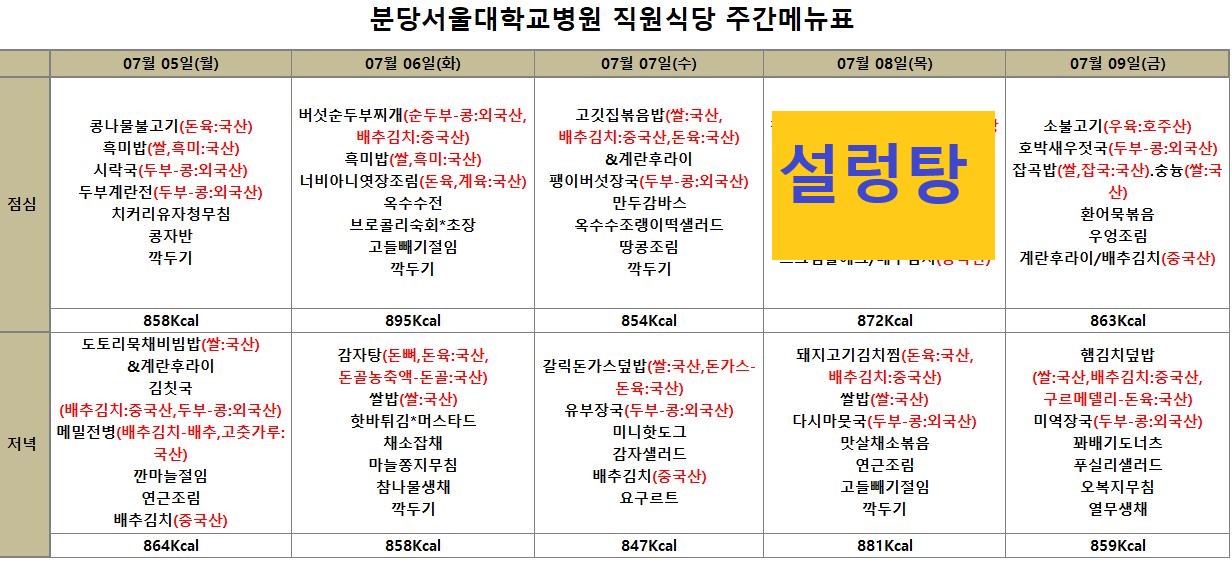 분당서울대학교병원 직원식당 주간메뉴표
07월 05일(월)
07월 06일(화)
07월 07일(수)
07월 08일(목)
07월 09일(금)
점심
콩나물불고기(돈육:국산)
흑미밥(쌀,흑미:국산)
시락국(두부-콩:외국산)
두부계란전(두부-콩:외국산)
치커리유자청무침
콩자반
깍두기
버섯순두부찌개(순두부-콩:외국산,
배추김치:중국산)
흑미밥(쌀,흑미:국산)
너비아니엿장조림(돈육,계육:국산)
옥수수전
브로콜리숙회*초장
고들빼기절임
깍두기
고깃집볶음밥(쌀:국산,
배추김치:중국산,돈육:국산)
&계란후라이
팽이버섯장국(두부-콩:외국산)
만두감바스
옥수수조랭이떡샐러드
땅콩조림
깍두기
설렁탕
소불고기(우육:호주산)
호박새우젓국(두부-콩:외국산)
잡곡밥(쌀,잡국:국산).숭늉(쌀:국
산)
환어묵볶음
우엉조림
계란후라이/배추김치(중국산)
858Kcal
895Kcal
854Kcal
872Kcal
863Kcal
저녁
도토리묵채비빔밥(쌀:국산)
&계란후라이
김칫국
(배추김치:중국산,두부-콩:외국산)
메밀전병(배추김치-배추,고춧가루:
국산)
깐마늘절임
연근조림
배추김치(중국산)
감자탕(돈뼈,돈육:국산,
돈골농축액-돈골:국산)
쌀밥(쌀:국산)
핫바튀김*머스타드
채소잡채
마늘쫑지무침
참나물생채
깍두기
갈릭돈가스덮밥(쌀:국산,돈가스-
돈육:국산)
유부장국(두부-콩:외국산)
미니핫도그
감자샐러드
배추김치(중국산)
요구르트
돼지고기김치찜(돈육:국산,
배추김치:중국산)
쌀밥(쌀:국산)
다시마뭇국(두부-콩:외국산)
맛살채소볶음
연근조림
고들빼기절임
깍두기
햄김치덮밥
(쌀:국산,배추김치:중국산,
구르메델리-돈육:국산)
미역장국(두부-콩:외국산)
꽈배기도너츠
푸실리샐러드
오복지무침
열무생채
864Kcal
858Kcal
847Kcal
881Kcal
859Kcal